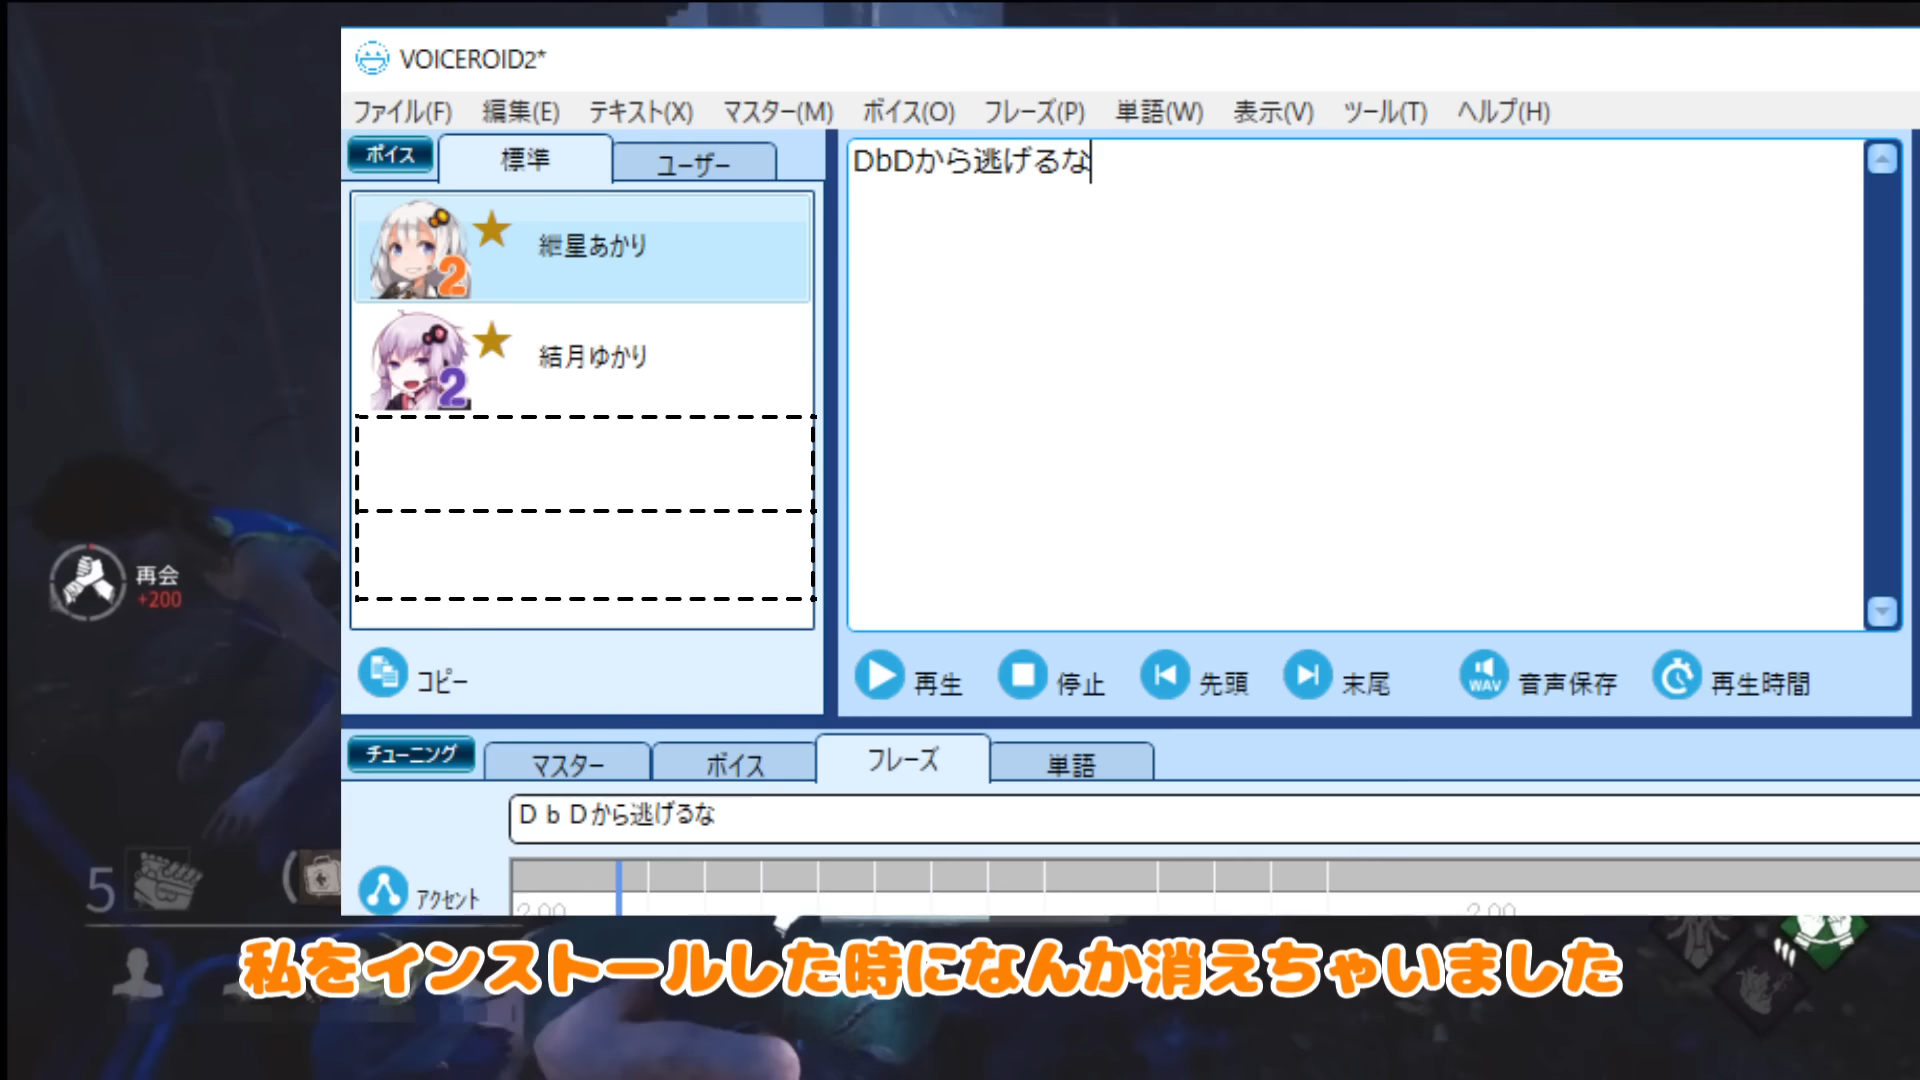 VOICEROID2*
ファイル(F) 編集(E) テキスト(X) マスター(M) ボイス(O) フレーズ(P) 単語(W) 表示(V) ツール(T) ヘルプ(H)
ボイス 標準 ユーザー
DbDから逃げるな
2 紲星あかり
2 結月ゆかり
再会
+200
コピー
再生 停止 先頭 末尾 WAV 音声保存 再生時間
チューニング マスター ボイス フレーズ 単語
ＤｂＤから逃げるな
5
アクセント
2.00 2.00
私をインストールした時になんか消えちゃいました